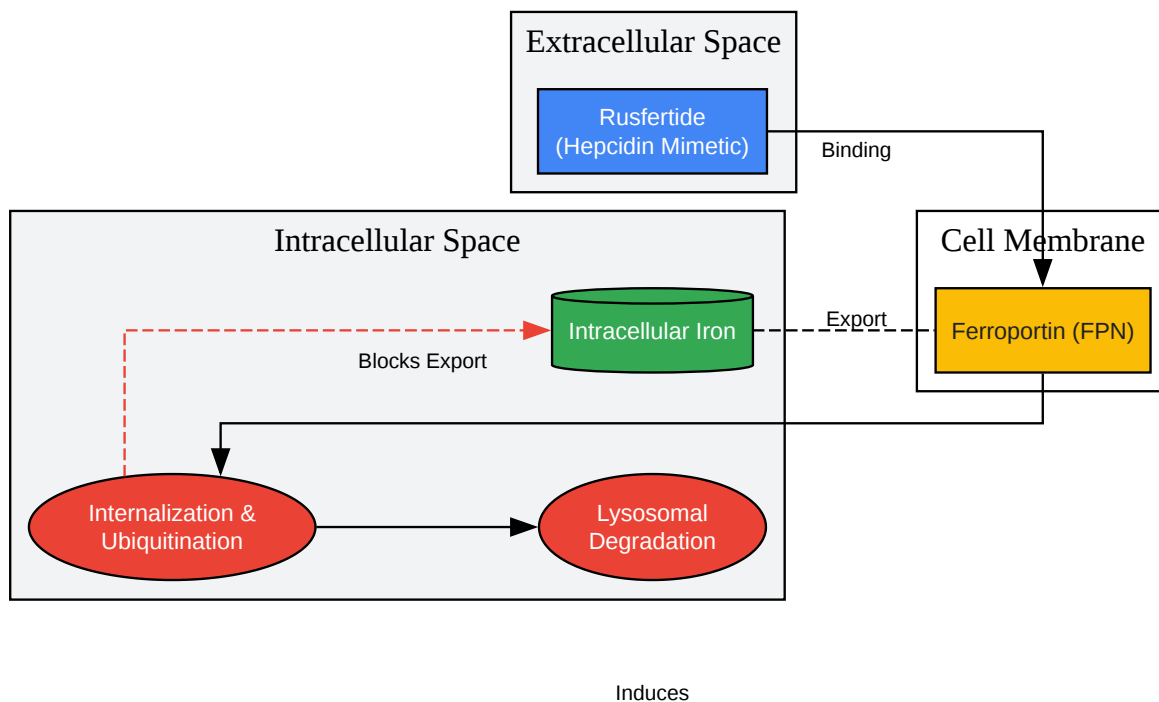 Extracellular Space
Rusfertide
(Hepcidin Mimetic)
Binding
Intracellular Space
Cell Membrane
Intracellular Iron
Export
Ferroportin (FPN)
Blocks Export
Internalization &
Ubiquitination
Lysosomal
Degradation
Induces